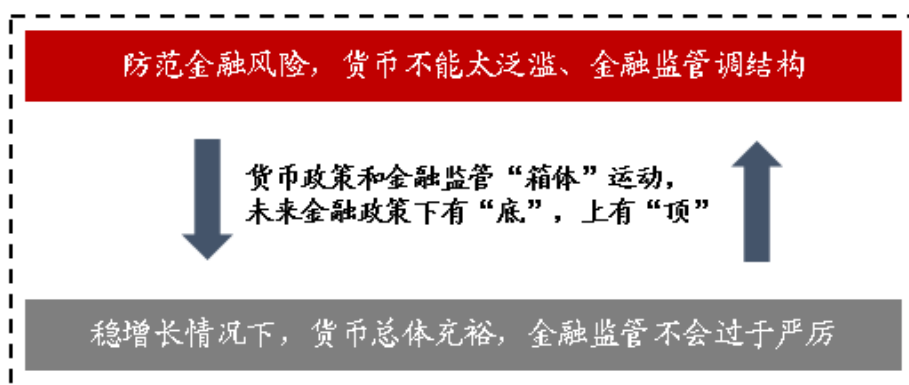 防范金融风险，货币不能太泛滥、金融监管调结构
货币政策和金融监管“箱体”运动，
未来金融政策下有“底”，上有“顶”
稳增长情况下，货币总体充裕，金融监管不会过于严厉